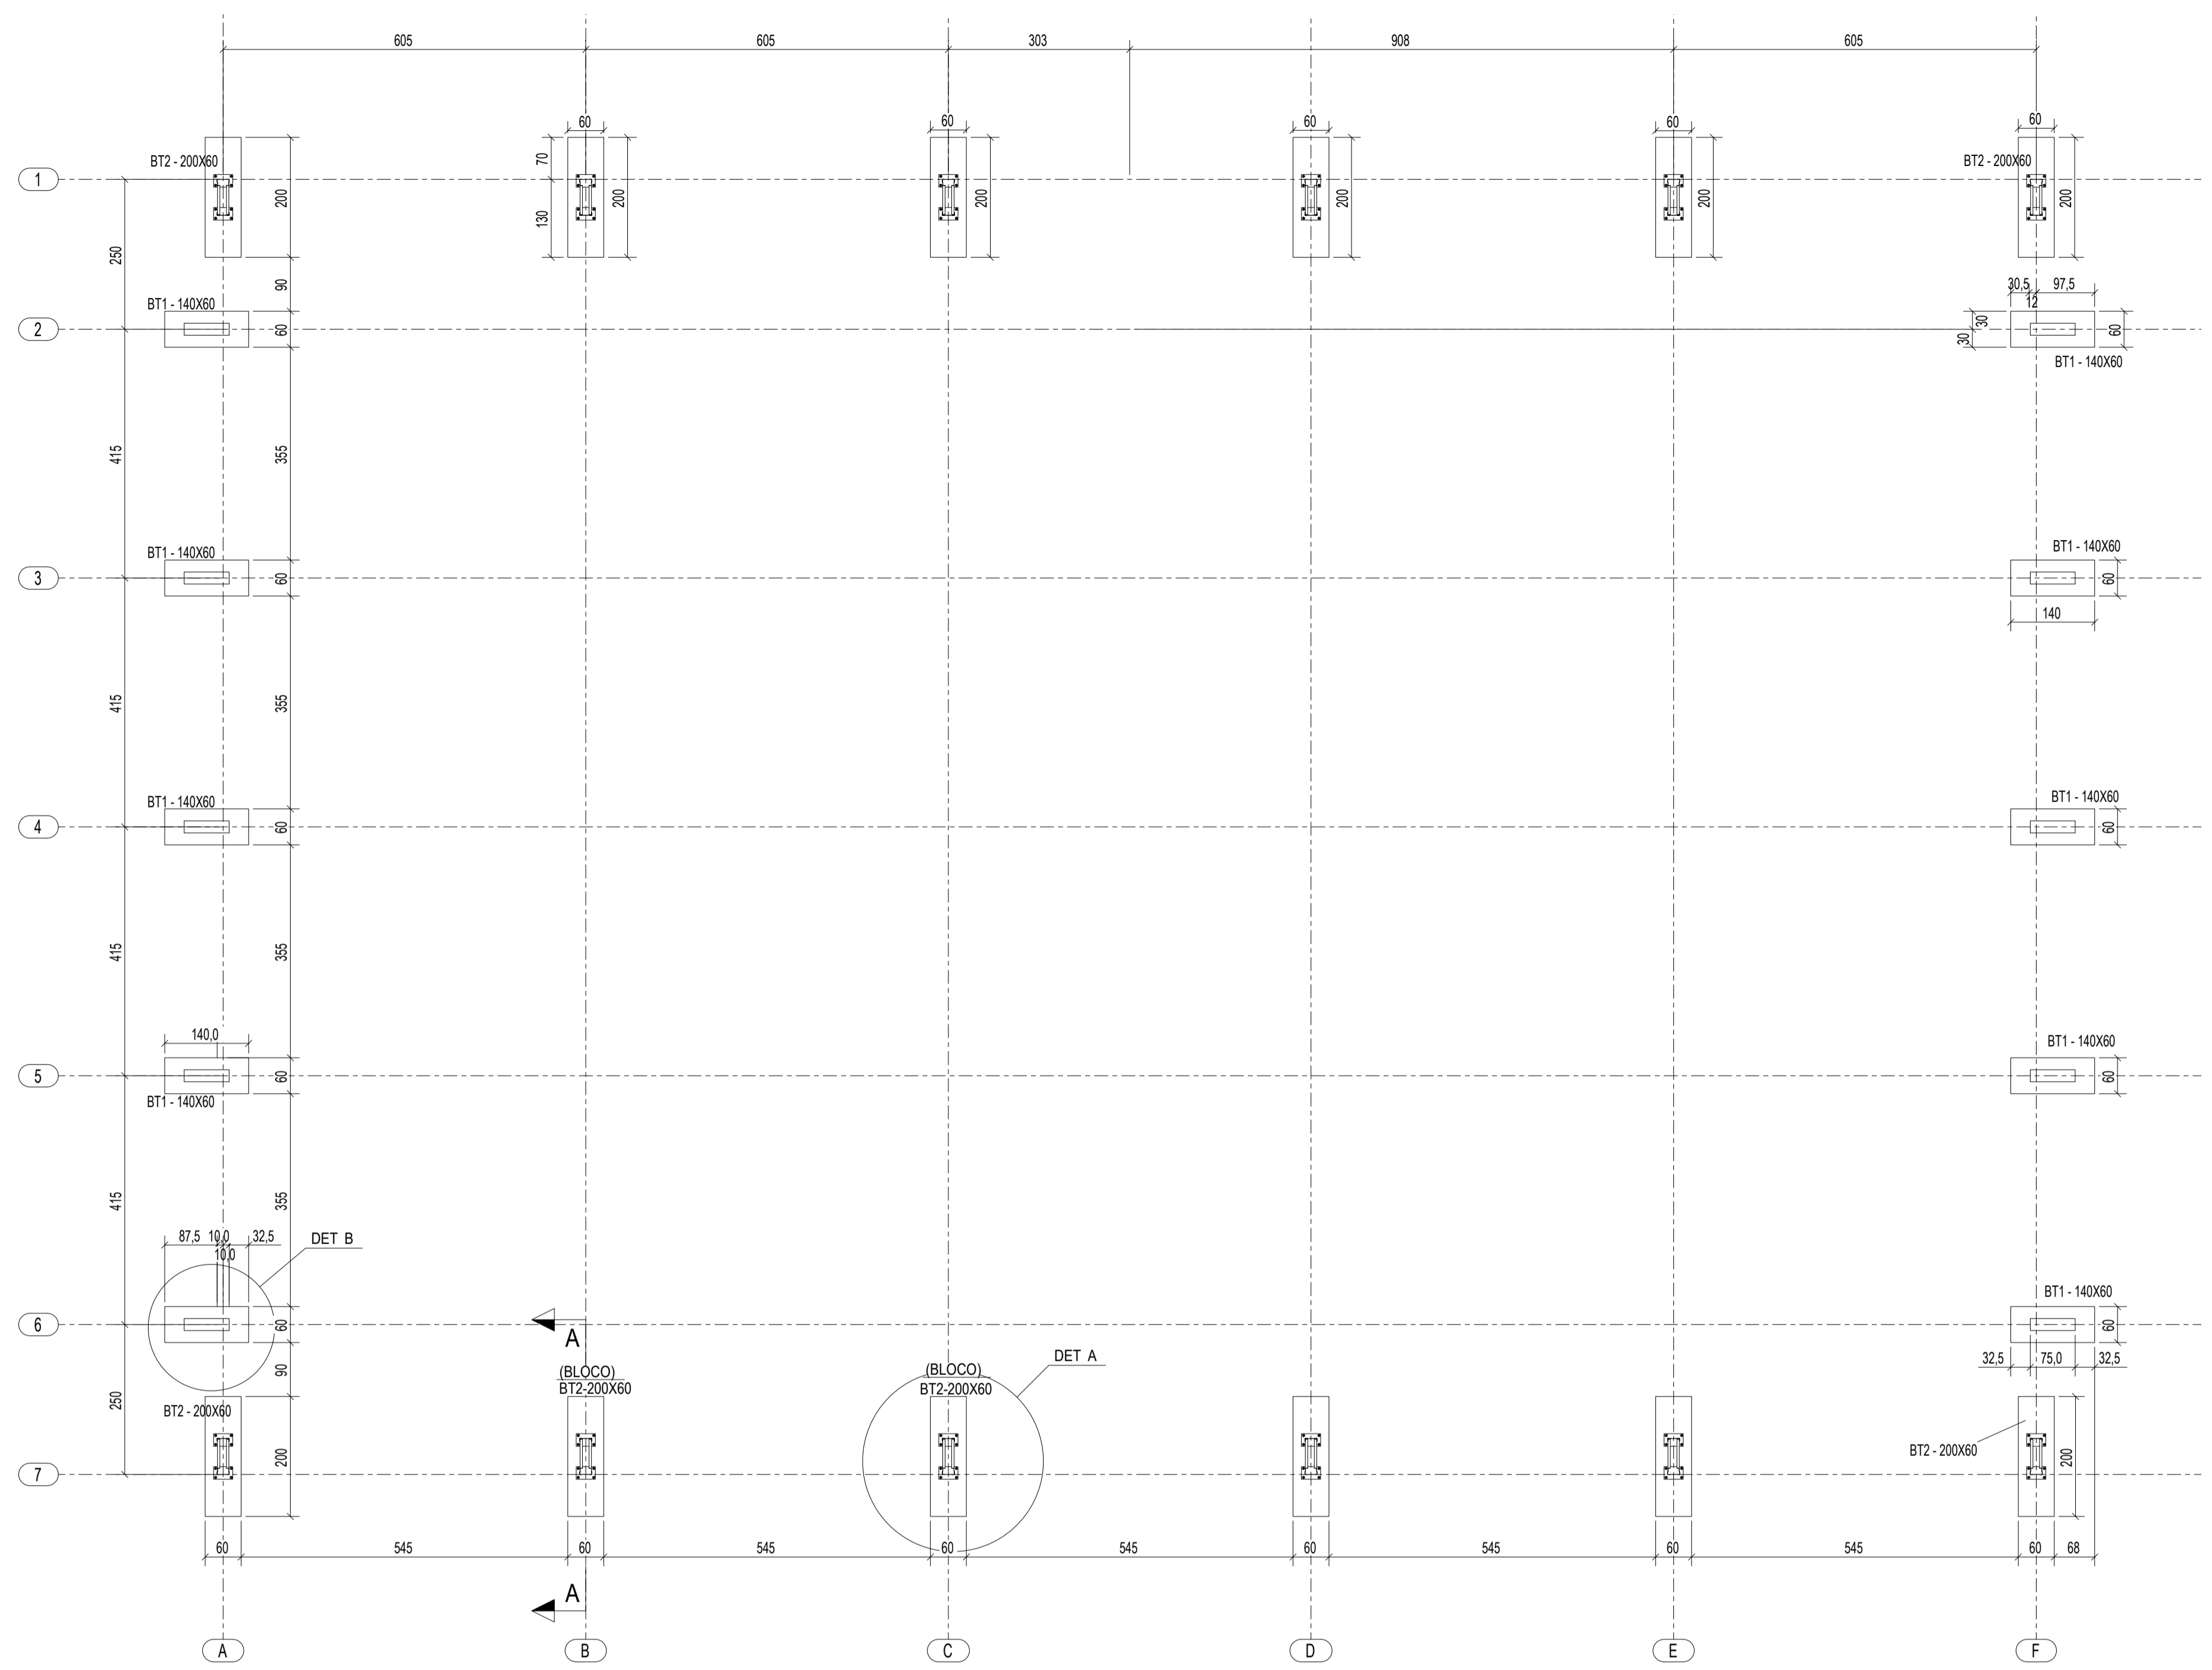 605 605 303 908 605
60 60 60 60 60
BT2 - 200X60 BT2 - 200X60
1
200 70 130 200 200 200 200 200
250
90
30,5 97,5
12
BT1 - 140X60
2
60 30 30 60
BT1 - 140X60
415 355
BT1 - 140X60 BT1 - 140X60
3
60 60
140
415 355
BT1 - 140X60 BT1 - 140X60
4
60 60
415 355
140,0
BT1 - 140X60
5
60 60
BT1 - 140X60
415 355
87,5 10,0 32,5
10,0
DET B
BT1 - 140X60
6
60 60
A
DET A
(BLOCO) (BLOCO)
32,5 75,0 32,5
90
BT2-200X60 BT2-200X60
250
BT2 - 200X60
BT2 - 200X60
200 200
7
60 545 60 545 60 545 60 545 60 545 60 68
A
A B C D E F